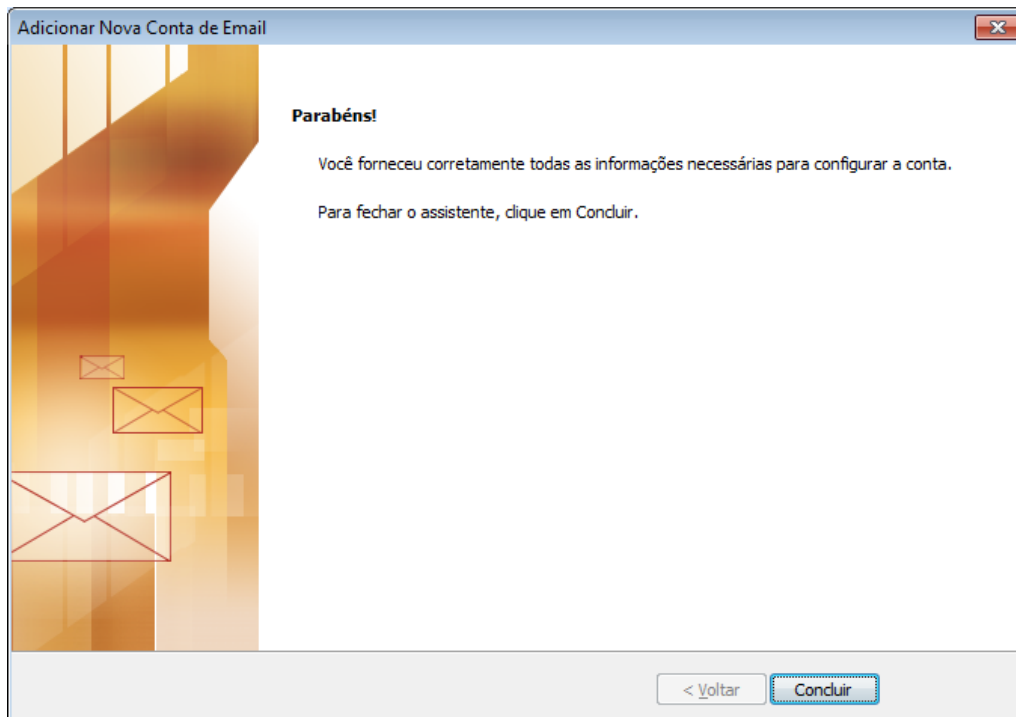 Adicionar Nova Conta de Email
Parabéns!
Você forneceu corretamente todas as informações necessárias para configurar a conta.
Para fechar o assistente, clique em Concluir.
< Voltar
Concluir